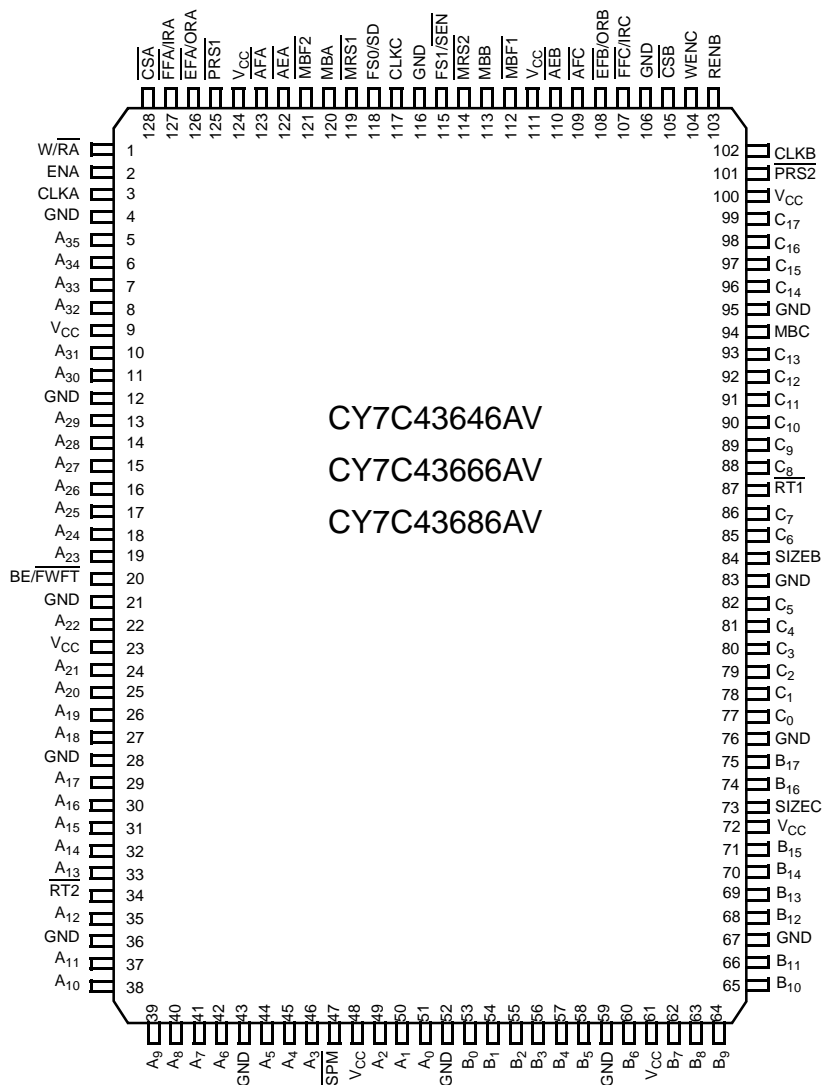 CSA
FFA/IRA
EFA/ORA
PRS1
VCC
AFA
AEA
MBF2
MBA
MRS1
FS0/SD
CLKC
GND
FS1/SEN
MRS2
MBB
MBF1
VCC
AEB
AFC
EFB/ORB
FFC/IRC
GND
CSB
WENC
RENB
128
127
126
125
124
123
122
121
120
119
118
117
116
115
114
113
112
111
110
109
108
107
106
105
104
103
W/RA 1
ENA 2
CLKA 3
GND 4
A35 5
A34 6
A33 7
A32 8
VCC 9
A31 10
A30 11
GND 12
A29 13
A28 14
A27 15
A26 16
A25 17
A24 18
A23 19
BE/FWFT 20
GND 21
A22 22
VCC 23
A21 24
A20 25
A19 26
A18 27
GND 28
A17 29
A16 30
A15 31
A14 32
A13 33
RT2 34
A12 35
GND 36
A11 37
A10 38
CY7C43646AV
CY7C43666AV
CY7C43686AV
102 CLKB
101 PRS2
100 VCC
99 C17
98 C16
97 C15
96 C14
95 GND
94 MBC
93 C13
92 C12
91 C11
90 C10
89 C9
88 C8
87 RT1
86 C7
85 C6
84 SIZEB
83 GND
82 C5
81 C4
80 C3
79 C2
78 C1
77 C0
76 GND
75 B17
74 B16
73 SIZEC
72 VCC
71 B15
70 B14
69 B13
68 B12
67 GND
66 B11
65 B10
39
40
41
42
43
44
45
46
47
48
49
50
51
52
53
54
55
56
57
58
59
60
61
62
63
64
A9
A8
A7
A6
GND
A5
A4
A3
SPM
VCC
A2
A1
A0
GND
B0
B1
B2
B3
B4
B5
GND
B6
VCC
B7
B8
B9